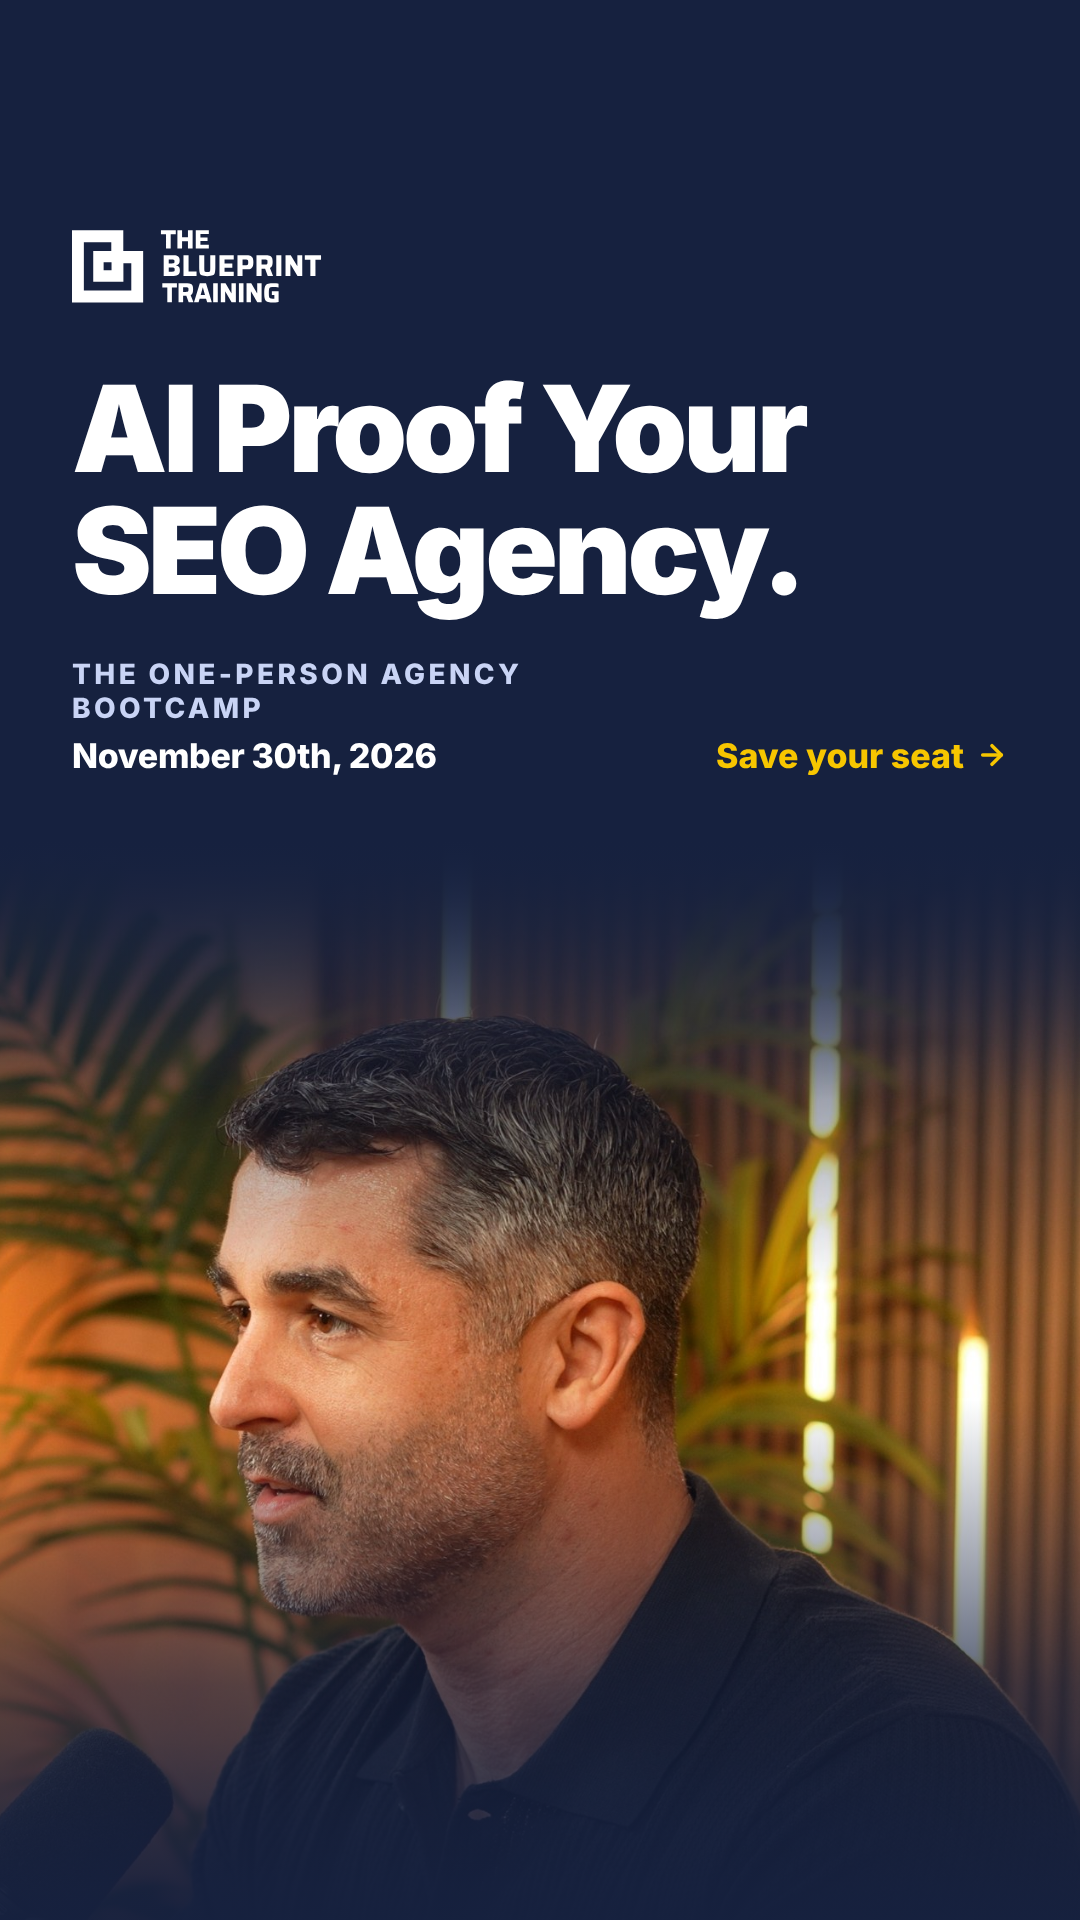 THE
BLUEPRINT
TRAINING
AI Proof Your
SEO Agency.
THE ONE-PERSON AGENCY
BOOTCAMP
November 30th, 2026
Save your seat →